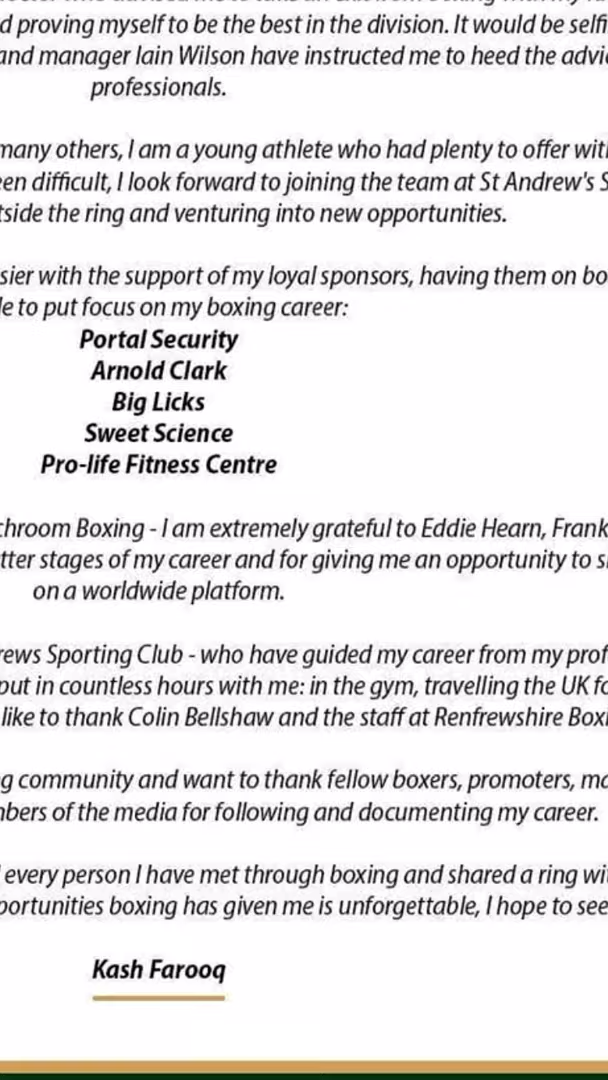 d proving myself to be the best in the division. It would be selfi
and manager Iain Wilson have instructed me to heed the advi
professionals.
many others, I am a young athlete who had plenty to offer wit
een difficult, I look forward to joining the team at St Andrew's S
tside the ring and venturing into new opportunities.
sier with the support of my loyal sponsors, having them on bo
le to put focus on my boxing career:
Portal Security
Arnold Clark
Big Licks
Sweet Science
Pro-life Fitness Centre
chroom Boxing - I am extremely grateful to Eddie Hearn, Frank
tter stages of my career and for giving me an opportunity to s
on a worldwide platform.
rews Sporting Club - who have guided my career from my prof
put in countless hours with me: in the gym, travelling the UK fo
like to thank Colin Bellshaw and the staff at Renfrewshire Boxi
g community and want to thank fellow boxers, promoters, ma
mbers of the media for following and documenting my career.
every person I have met through boxing and shared a ring wi
portunities boxing has given me is unforgettable, I hope to see
Kash Farooq